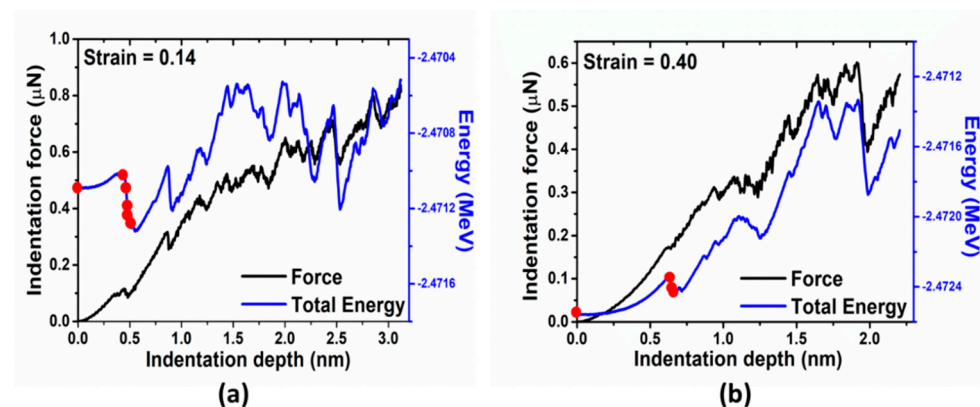 Strain = 0.14
Indentation force (μN)
1.0
0.8
0.6
0.4
0.2
0.0
0.0 0.5 1.0 1.5 2.0 2.5 3.0
Indentation depth (nm)
Force
Total Energy
-2.4704
-2.4708
-2.4712
-2.4716
Energy (MeV)
(a)
Strain = 0.40
Indentation force (μN)
0.6
0.5
0.4
0.3
0.2
0.1
0.0
0.0 0.5 1.0 1.5 2.0
Indentation depth (nm)
Force
Total Energy
-2.4712
-2.4716
-2.4720
-2.4724
Energy (MeV)
(b)